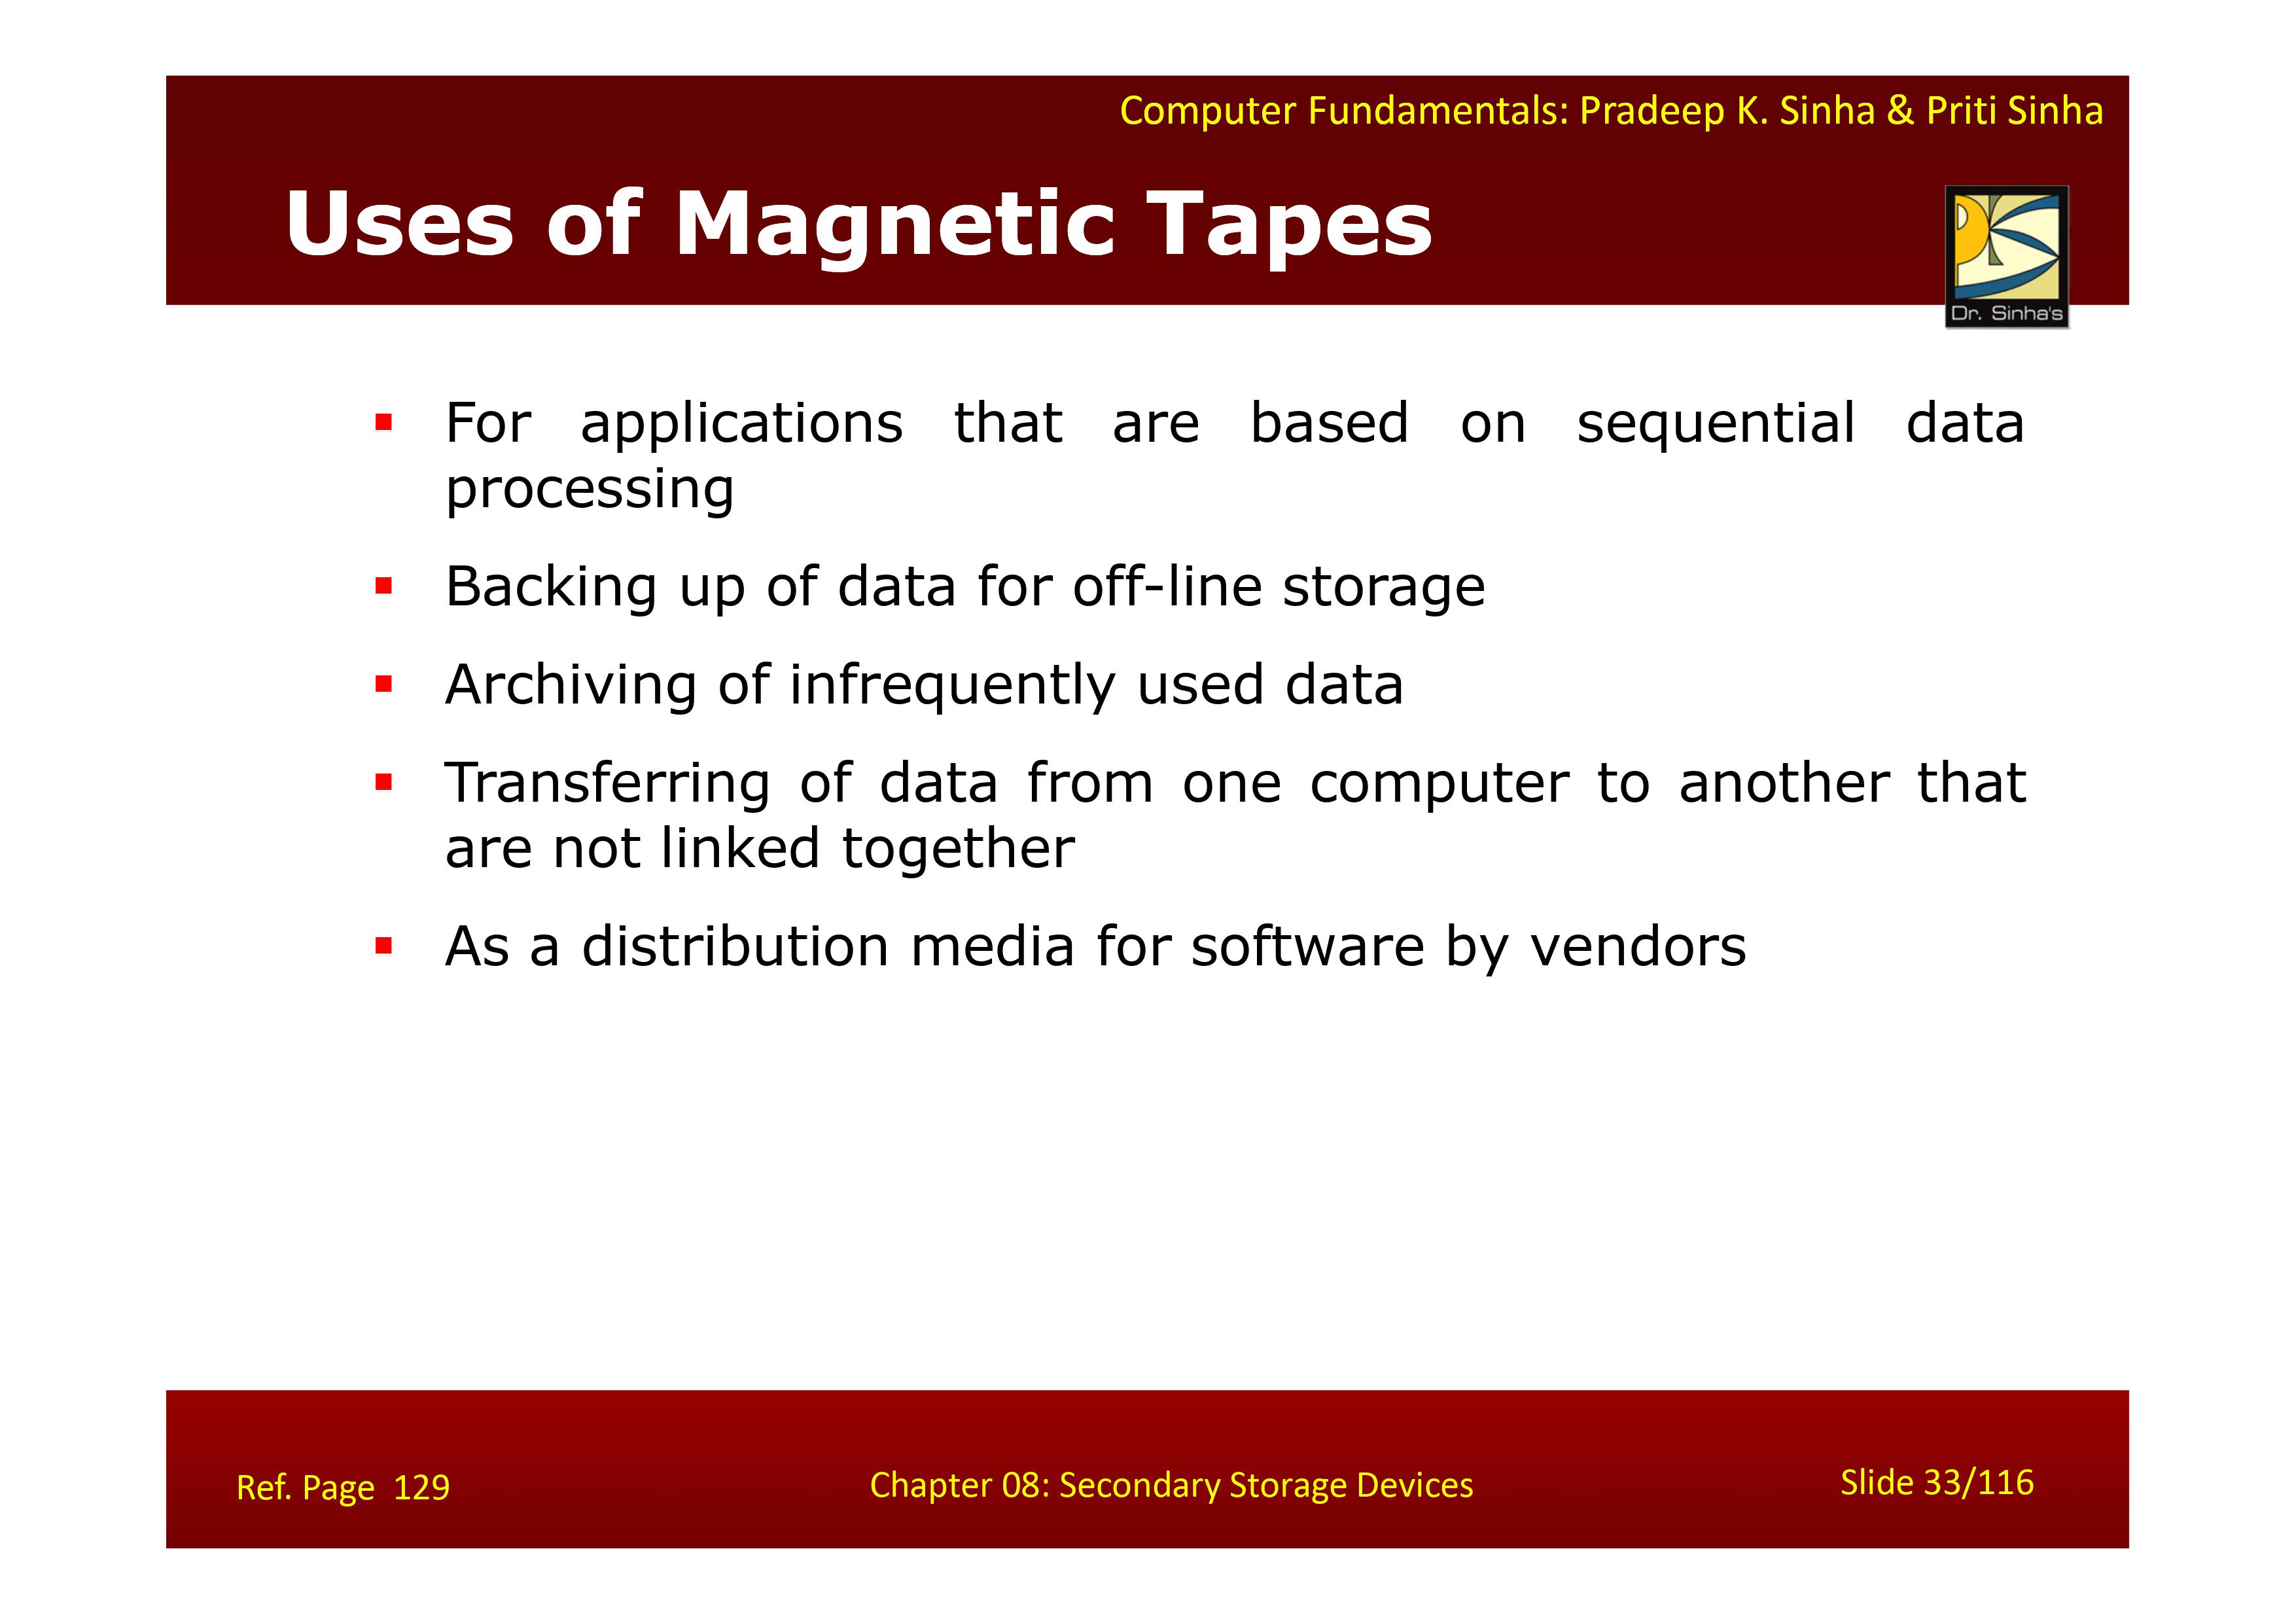 Computer Fundamentals: Pradeep K. Sinha & Priti Sinha
Uses of Magnetic Tapes
Dr. Sinha's
▪ For applications that are based on sequential data
processing
▪ Backing up of data for off-line storage
▪ Archiving of infrequently used data
▪ Transferring of data from one computer to another that
are not linked together
▪ As a distribution media for software by vendors
Ref. Page 129
Chapter 08: Secondary Storage Devices
Slide 33/116